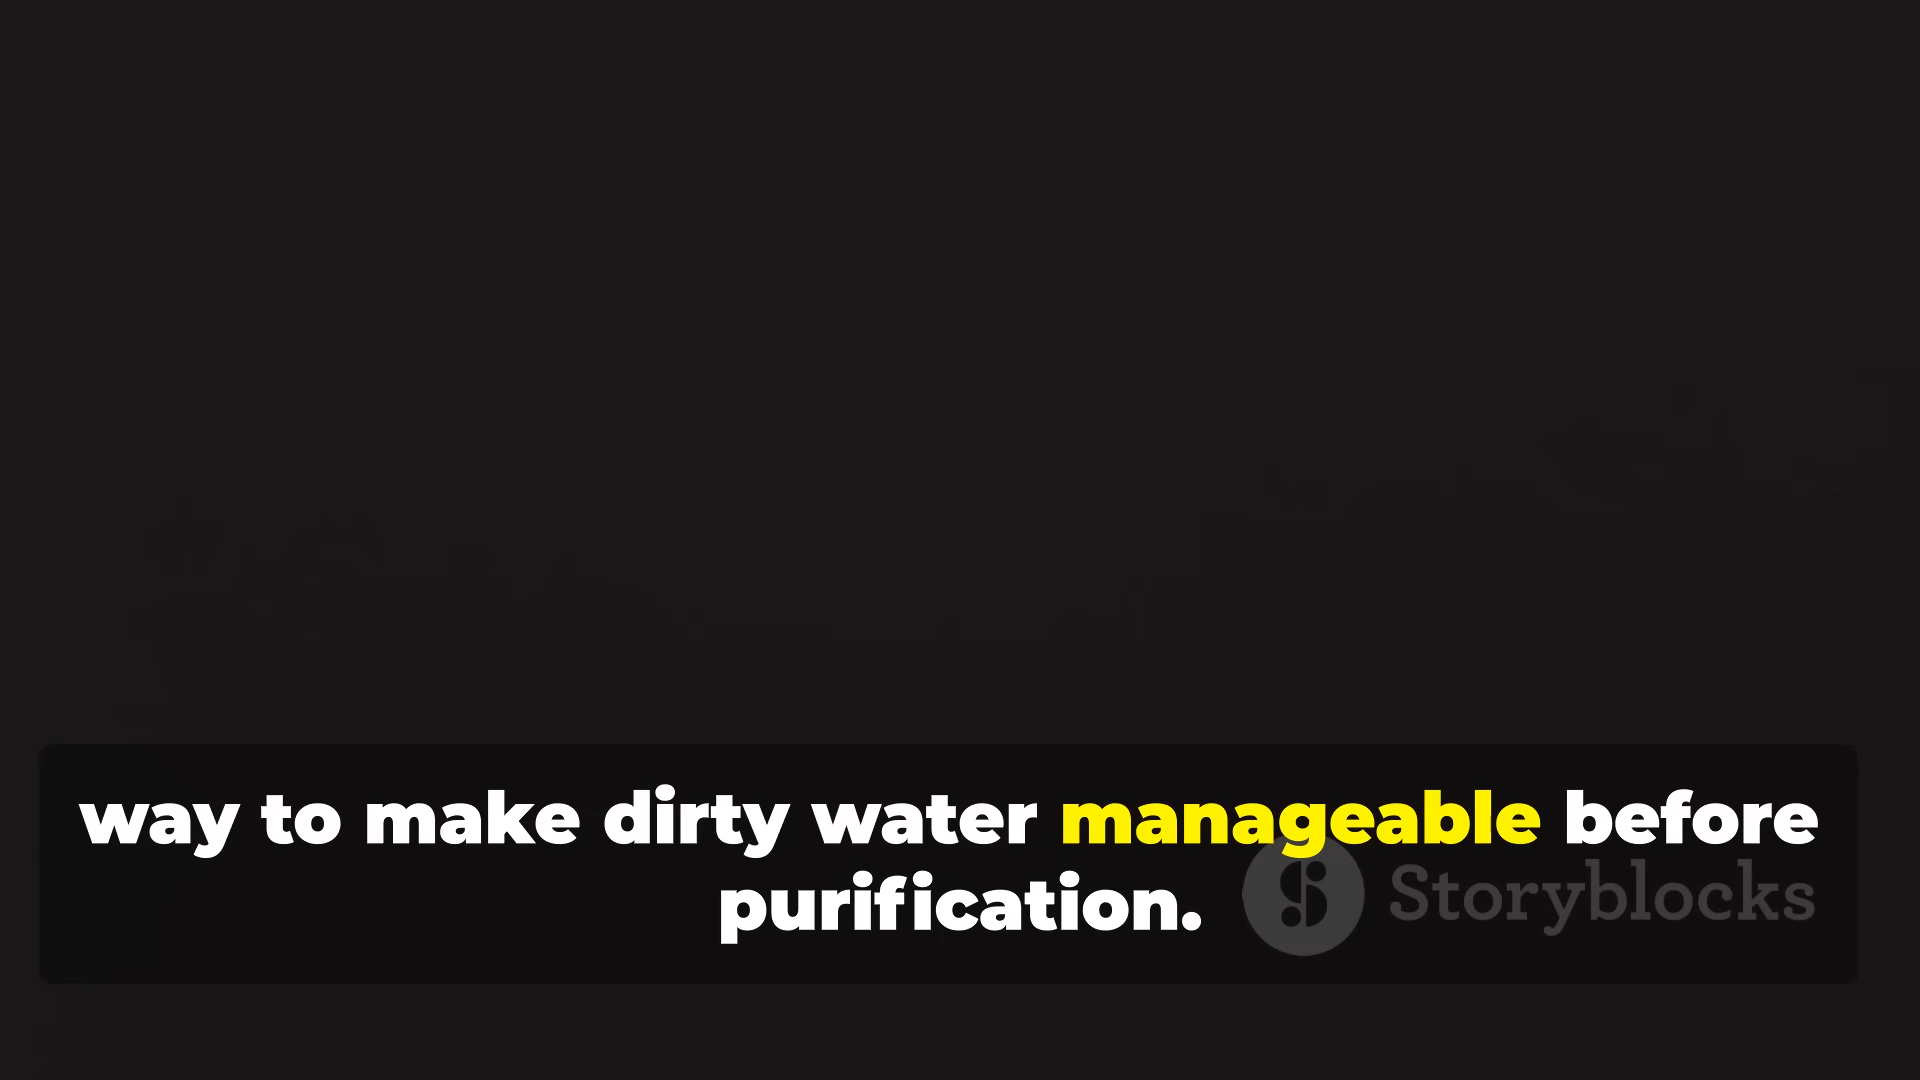 way to make dirty water manageable before
purification.
Storyblocks